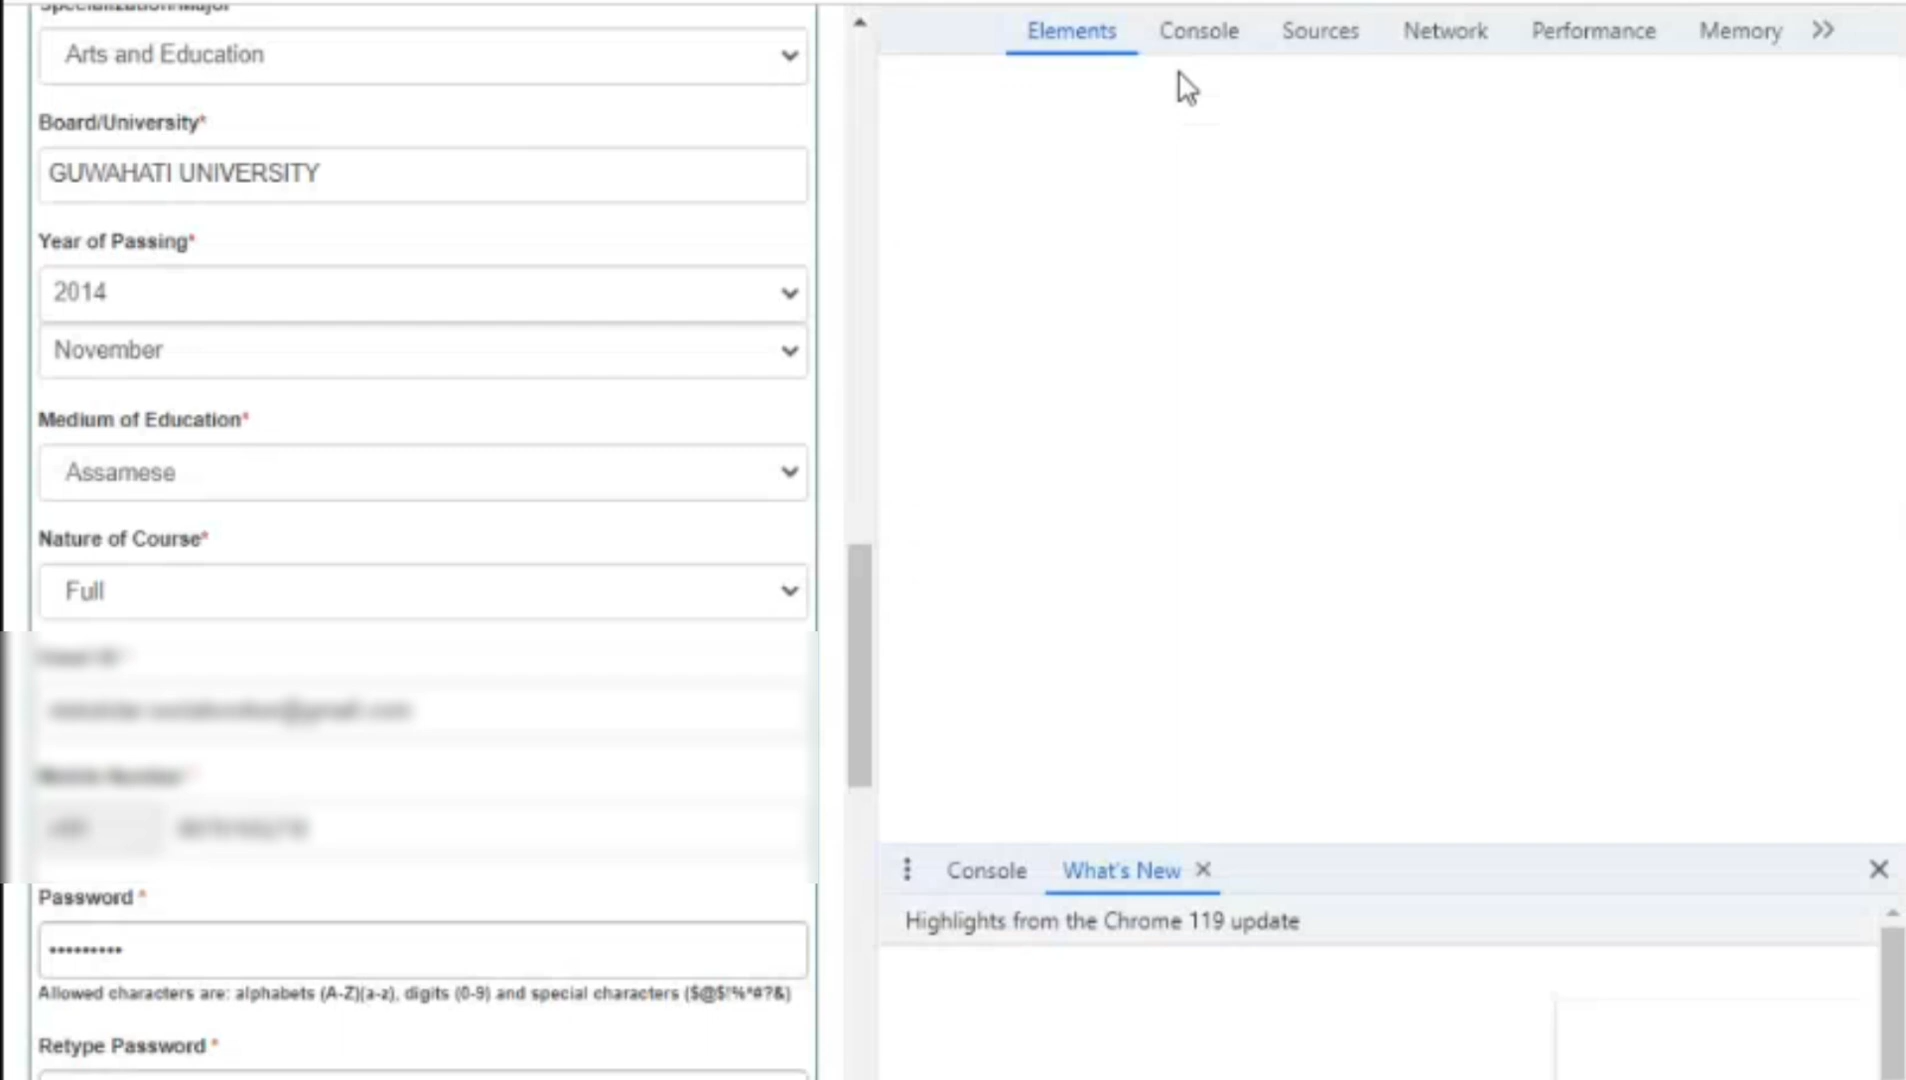 Specialization/Major
Arts and Education
Board/University*
GUWAHATI UNIVERSITY
Year of Passing*
2014
November
Medium of Education*
Assamese
Nature of Course*
Full
Password *
•••••••••
Allowed characters are: alphabets (A-Z)(a-z), digits (0-9) and special characters ($@$!%*#?&)
Retype Password *
Elements Console Sources Network Performance Memory
Console What's New
Highlights from the Chrome 119 update